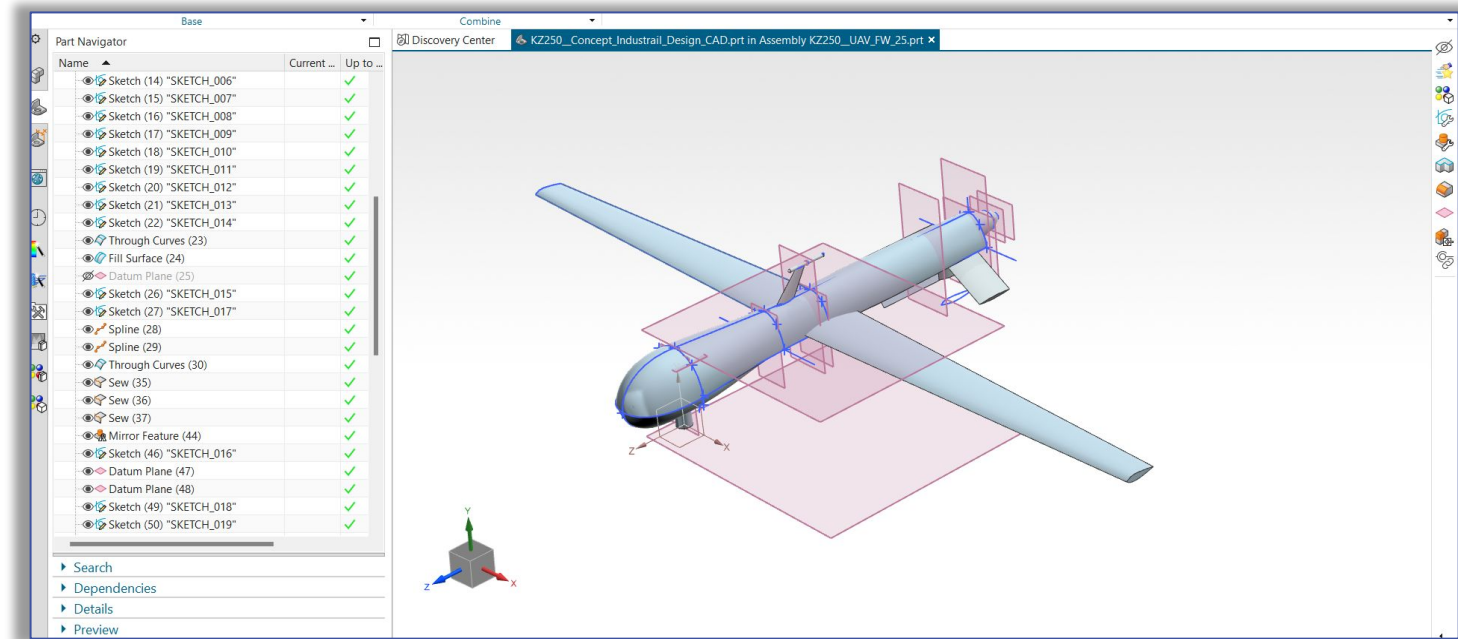 Base
Combine
Part Navigator
Discovery Center
KZ250__Concept_Industrail_Design_CAD.prt in Assembly KZ250__UAV_FW_25.prt
Name
Current ...
Up to ...
Sketch (14) "SKETCH_006"
Sketch (15) "SKETCH_007"
Sketch (16) "SKETCH_008"
Sketch (17) "SKETCH_009"
Sketch (18) "SKETCH_010"
Sketch (19) "SKETCH_011"
Sketch (20) "SKETCH_012"
Sketch (21) "SKETCH_013"
Sketch (22) "SKETCH_014"
Through Curves (23)
Fill Surface (24)
Datum Plane (25)
Sketch (26) "SKETCH_015"
Sketch (27) "SKETCH_017"
Spline (28)
Spline (29)
Through Curves (30)
Sew (35)
Sew (36)
Sew (37)
Mirror Feature (44)
Sketch (46) "SKETCH_016"
Datum Plane (47)
Datum Plane (48)
Sketch (49) "SKETCH_018"
Sketch (50) "SKETCH_019"
Search
Dependencies
Details
Preview
Z
X
Y
Z
X